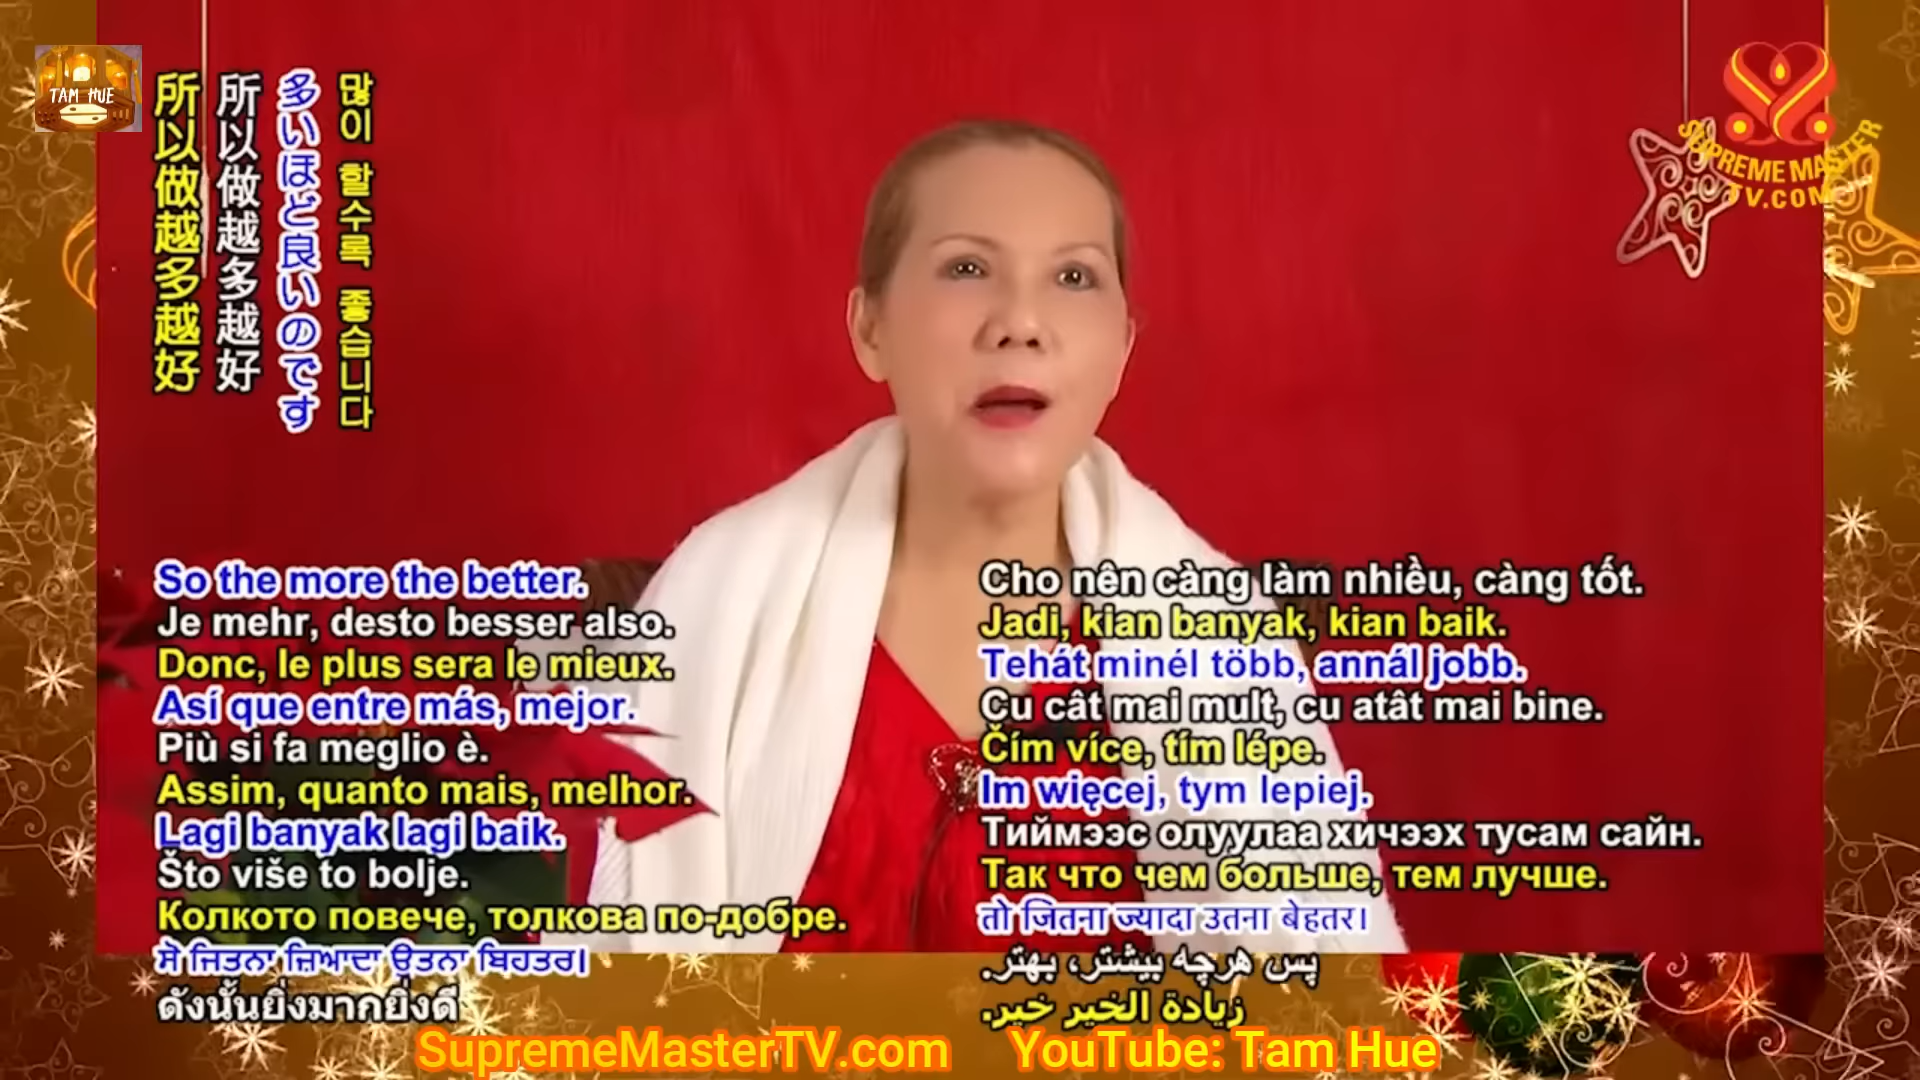 TAM HUE
所以做越多越好
所以做越多越好
多いほど良いのです
많이 할수록 좋습니다
SUPREME MASTER
TV.COM
So the more the better.
Je mehr, desto besser also.
Donc, le plus sera le mieux.
Así que entre más, mejor.
Più si fa meglio è.
Assim, quanto mais, melhor.
Lagi banyak lagi baik.
Što više to bolje.
Колкото повече, толкова по-добре.
ਸੋ ਜਿਤਨਾ ਜ਼ਿਆਦਾ ਉਤਨਾ ਬਿਹਤਰ।
ดังนั้นยิ่งมากยิ่งดี
Cho nên càng làm nhiều, càng tốt.
Jadi, kian banyak, kian baik.
Tehát minél több, annál jobb.
Cu cât mai mult, cu atât mai bine.
Čím více, tím lépe.
Im więcej, tym lepiej.
Тиймээс олуулаа хичээх тусам сайн.
Так что чем больше, тем лучше.
तो जितना ज्यादा उतना बेहतर।
پس هرچه بیشتر، بهتر.
زيادة الخير خير.
SupremeMasterTV.com YouTube: Tam Hue